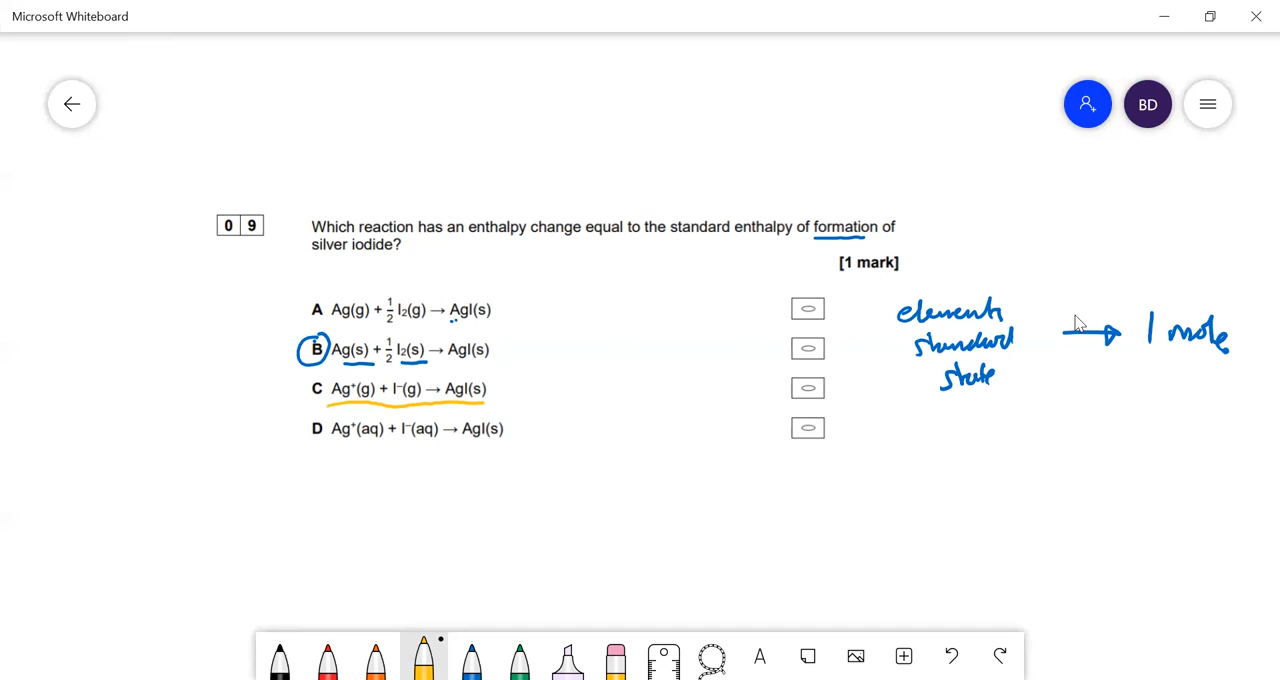 Microsoft Whiteboard
BD
0 9
Which reaction has an enthalpy change equal to the standard enthalpy of formation of
silver iodide?
[1 mark]
A Ag(g) + 1/2 I₂(g) → AgI(s)
B Ag(s) + 1/2 I₂(s) → AgI(s)
C Ag⁺(g) + I⁻(g) → AgI(s)
D Ag⁺(aq) + I⁻(aq) → AgI(s)
elements
standard
state
→ 1 mole
A